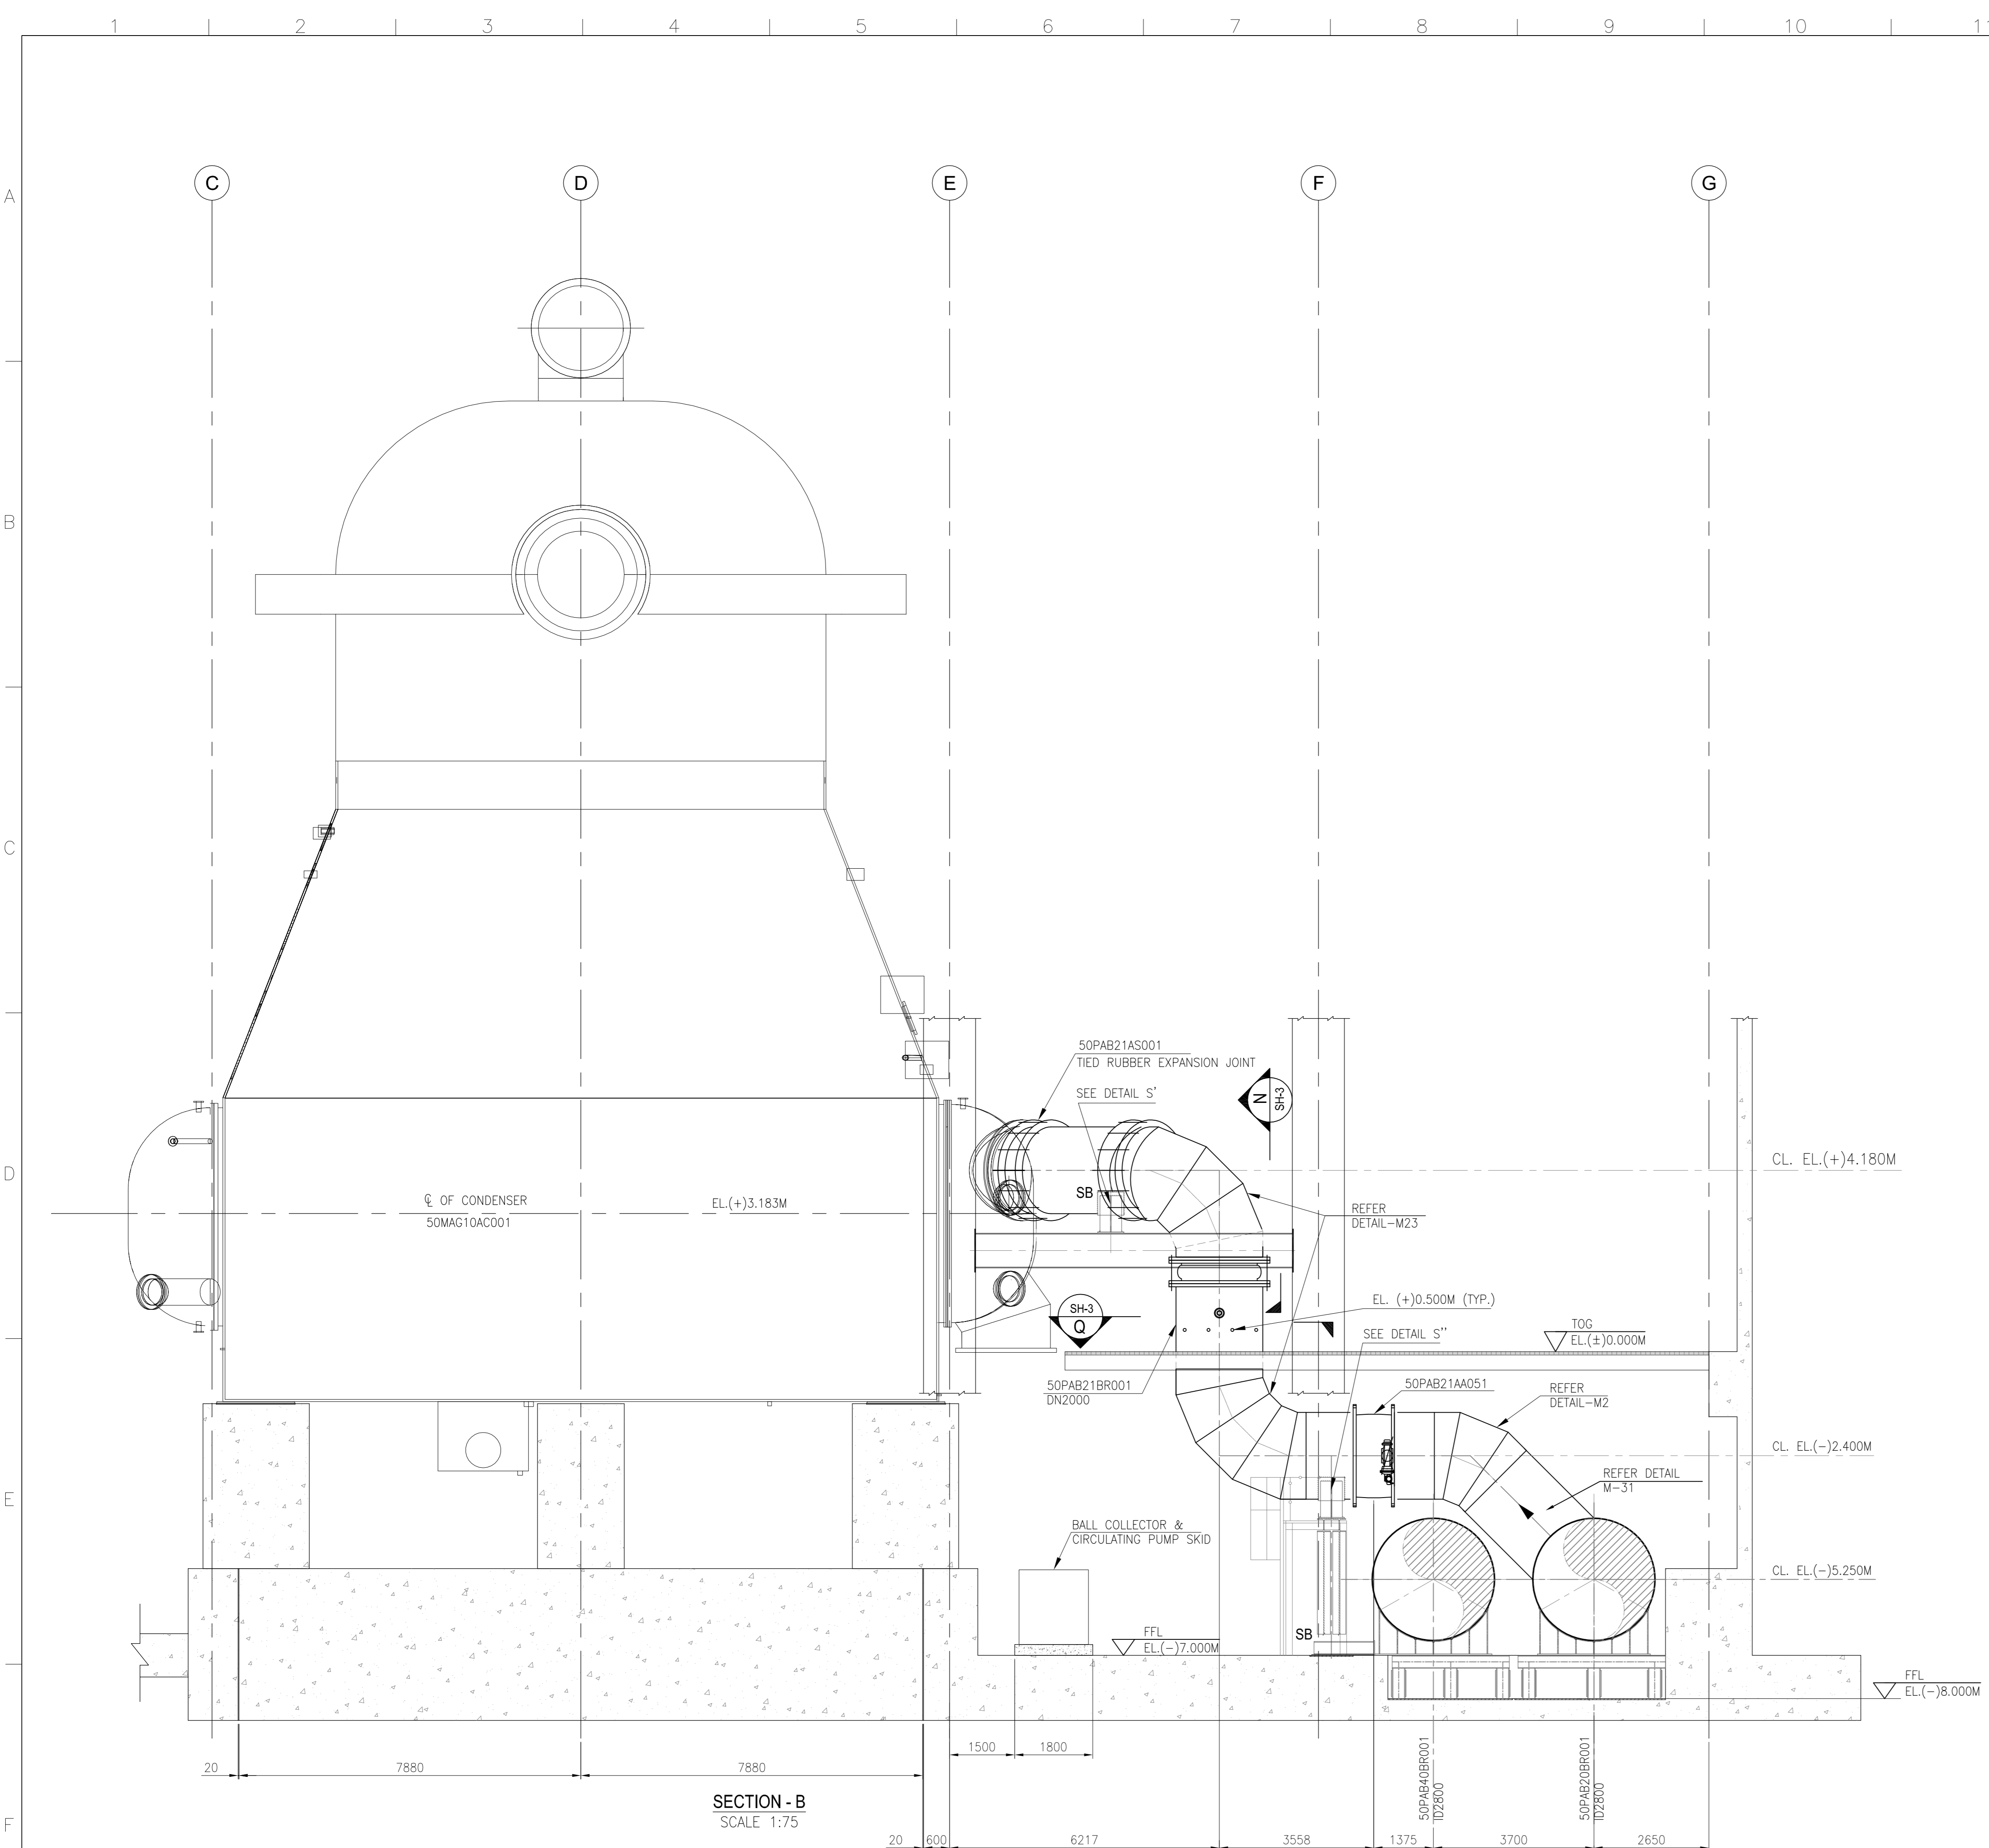 1 2 3 4 5 6 7 8 9 10 11
A
B
C
D
E
F
C D E F G
50PAB21AS001
TIED RUBBER EXPANSION JOINT
SEE DETAIL S'
N
SH-3
CL. EL.(+)4.180M
SB
℄ OF CONDENSER
50MAG10AC001
EL.(+)3.183M
REFER
DETAIL-M23
SH-3
Q
EL. (+)0.500M (TYP.)
SEE DETAIL S''
TOG
EL.(±)0.000M
50PAB21BR001
DN2000
50PAB21AA051
REFER
DETAIL-M2
CL. EL.(-)2.400M
REFER DETAIL
M-31
BALL COLLECTOR &
CIRCULATING PUMP SKID
CL. EL.(-)5.250M
SB
FFL
EL.(-)7.000M
FFL
EL.(-)8.000M
1500 1800
20 7880 7880
50PAB40BR001
ID2800
50PAB20BR001
ID2800
SECTION - B
SCALE 1:75
20 600 6217 3558 1375 3700 2650